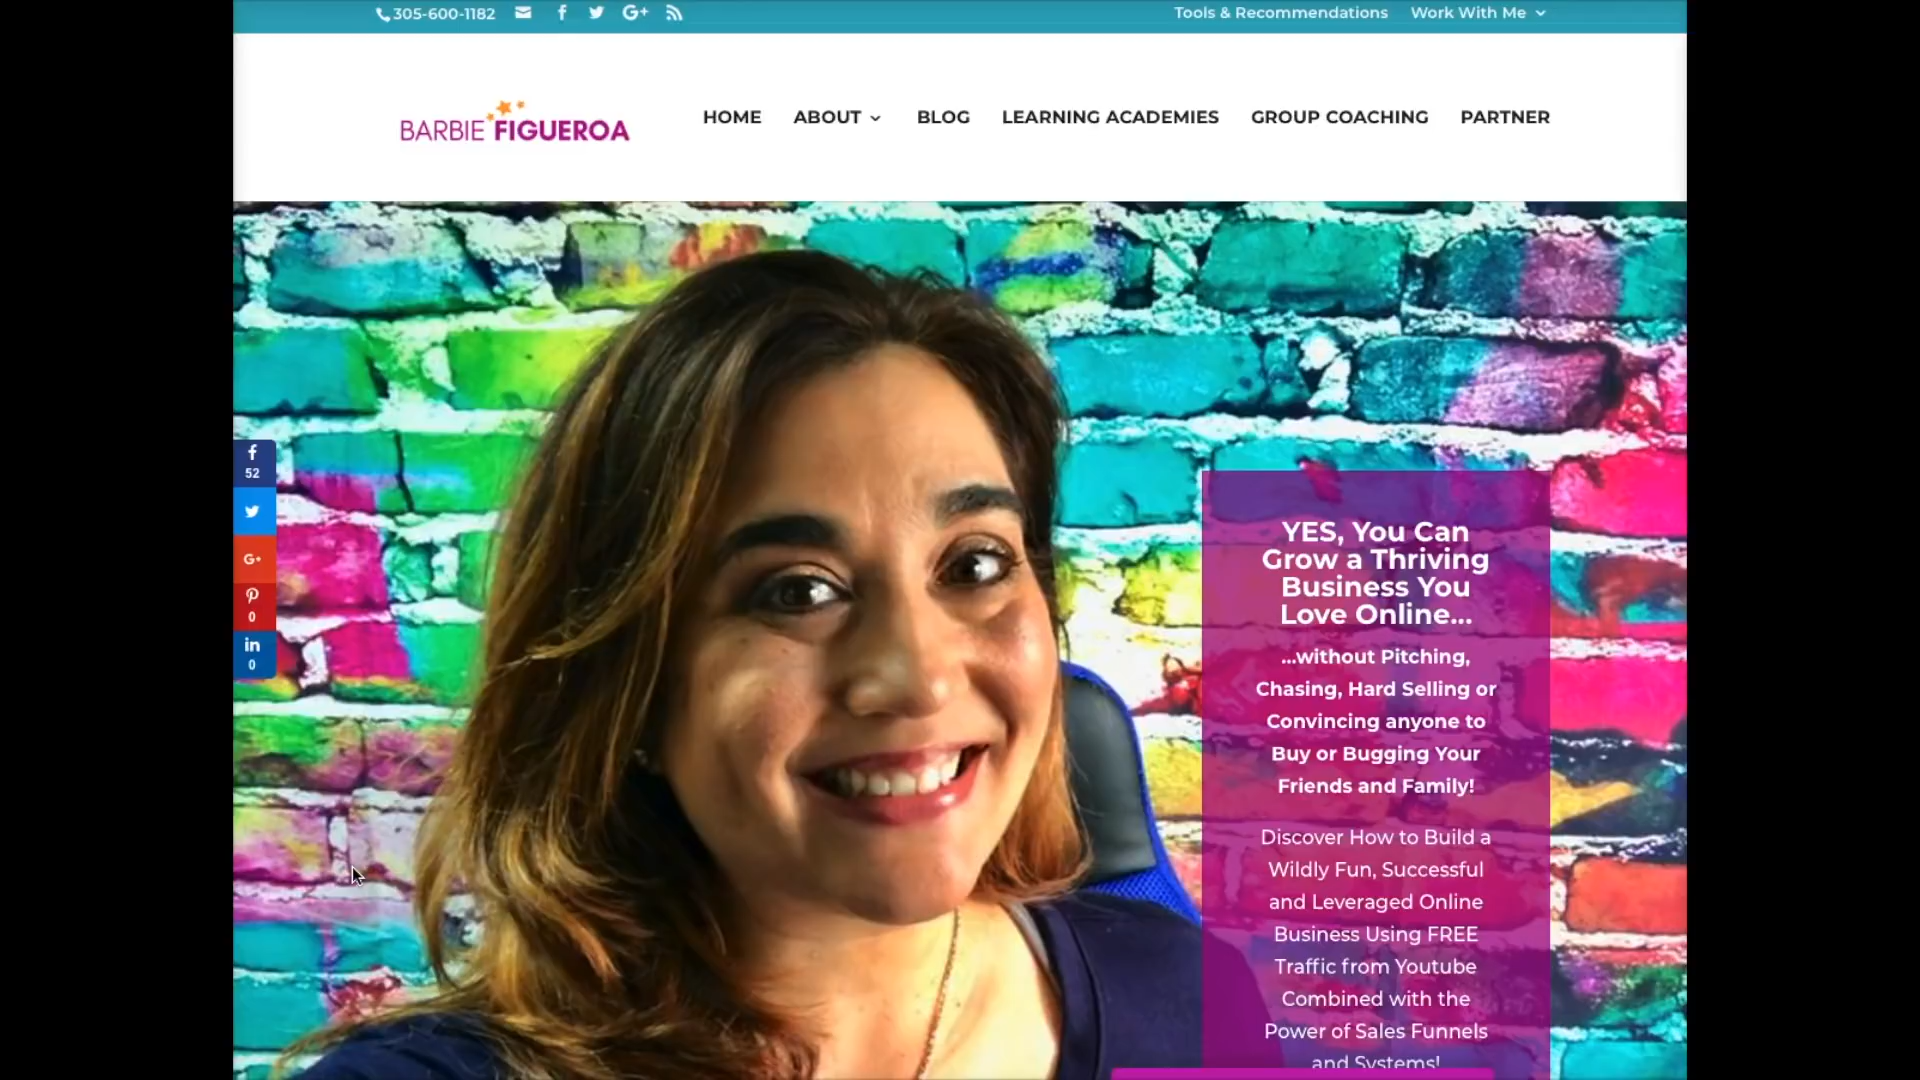 305-600-1182
Tools & Recommendations
Work With Me
BARBIE FIGUEROA
HOME
ABOUT
BLOG
LEARNING ACADEMIES
GROUP COACHING
PARTNER
f
52
G+
0
in
0
YES, You Can
Grow a Thriving
Business You
Love Online...
...without Pitching,
Chasing, Hard Selling or
Convincing anyone to
Buy or Bugging Your
Friends and Family!
Discover How to Build a
Wildly Fun, Successful
and Leveraged Online
Business Using FREE
Traffic from Youtube
Combined with the
Power of Sales Funnels
and Systems!